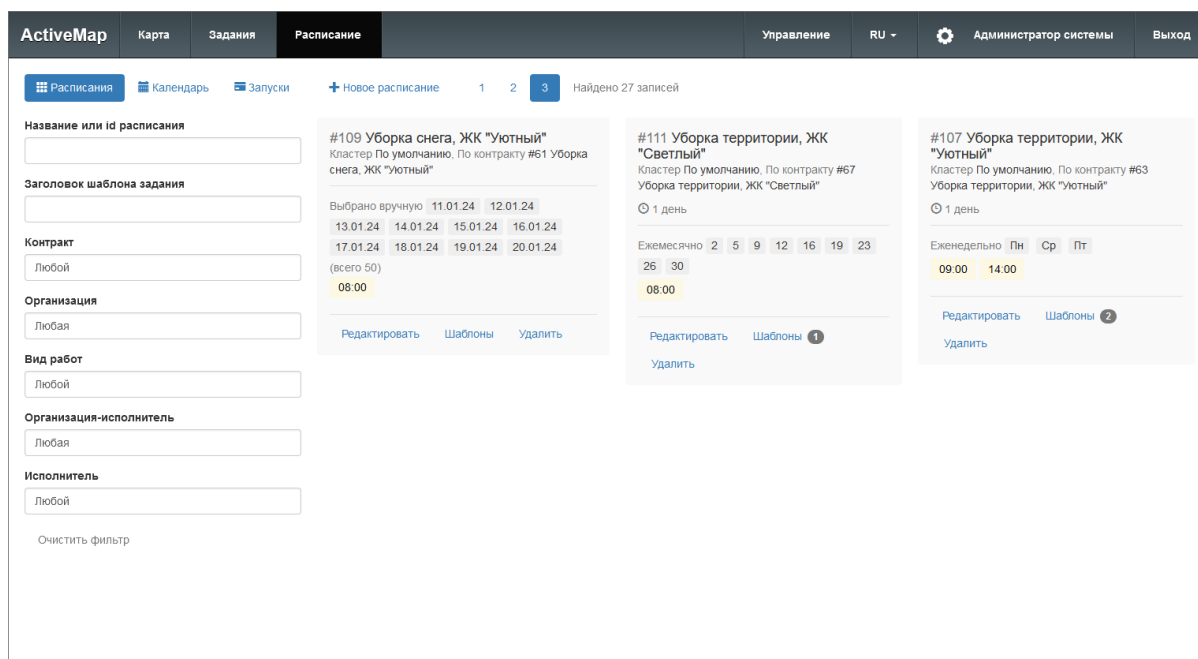 ActiveMap Карта Задания Расписание Управление RU Администратор системы Выход
Расписания Календарь Запуски Новое расписание 1 2 3 Найдено 27 записей
Название или id расписания
Заголовок шаблона задания
Контракт
Любой
Организация
Любая
Вид работ
Любой
Организация-исполнитель
Любая
Исполнитель
Любой
Очистить фильтр
#109 Уборка снега, ЖК "Уютный"
Кластер По умолчанию, По контракту #61 Уборка
снега, ЖК "Уютный"
Выбрано вручную 11.01.24 12.01.24
13.01.24 14.01.24 15.01.24 16.01.24
17.01.24 18.01.24 19.01.24 20.01.24
(всего 50)
08:00
Редактировать Шаблоны Удалить
#111 Уборка территории, ЖК
"Светлый"
Кластер По умолчанию, По контракту #67
Уборка территории, ЖК "Светлый"
1 день
Ежемесячно 2 5 9 12 16 19 23
26 30
08:00
Редактировать Шаблоны 1
Удалить
#107 Уборка территории, ЖК
"Уютный"
Кластер По умолчанию, По контракту #63
Уборка территории, ЖК "Уютный"
1 день
Еженедельно Пн Ср Пт
09:00 14:00
Редактировать Шаблоны 2
Удалить